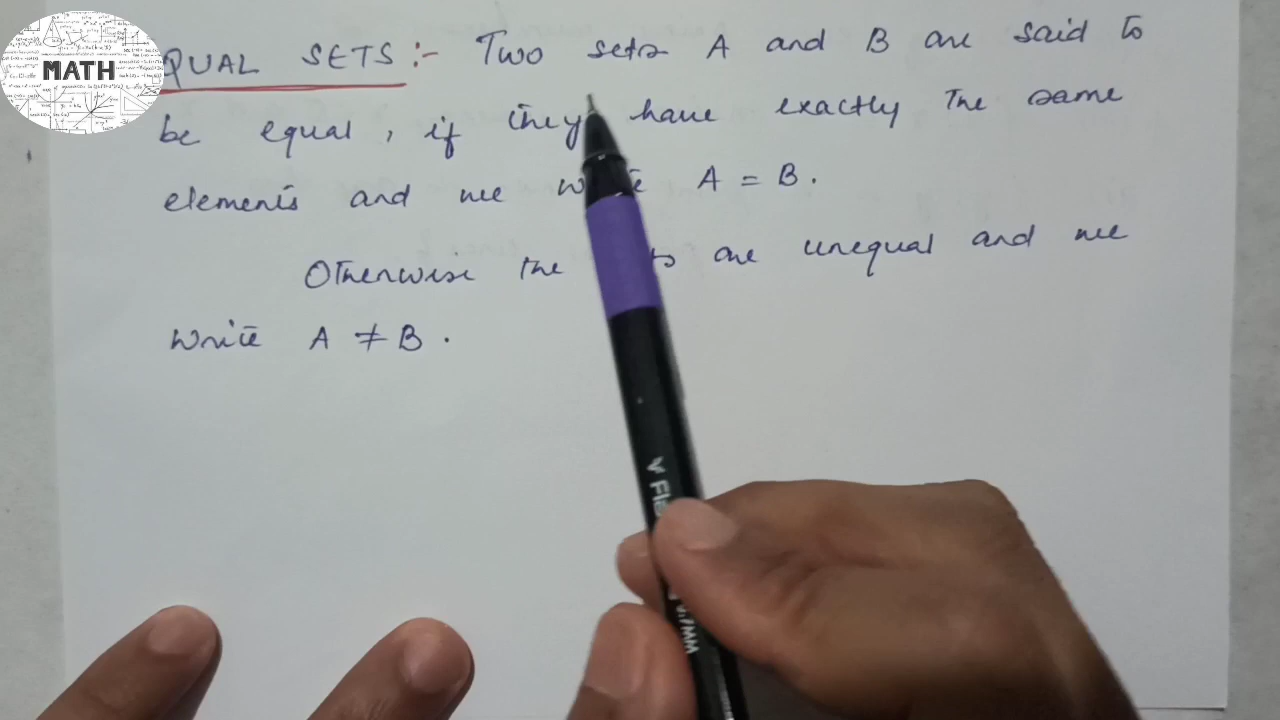 MATH
QUAL SETS :- Two sets A and B are said to
be equal, if they have exactly the same
elements and we A = B.
Otherwise the are unequal and we
write A ≠ B.